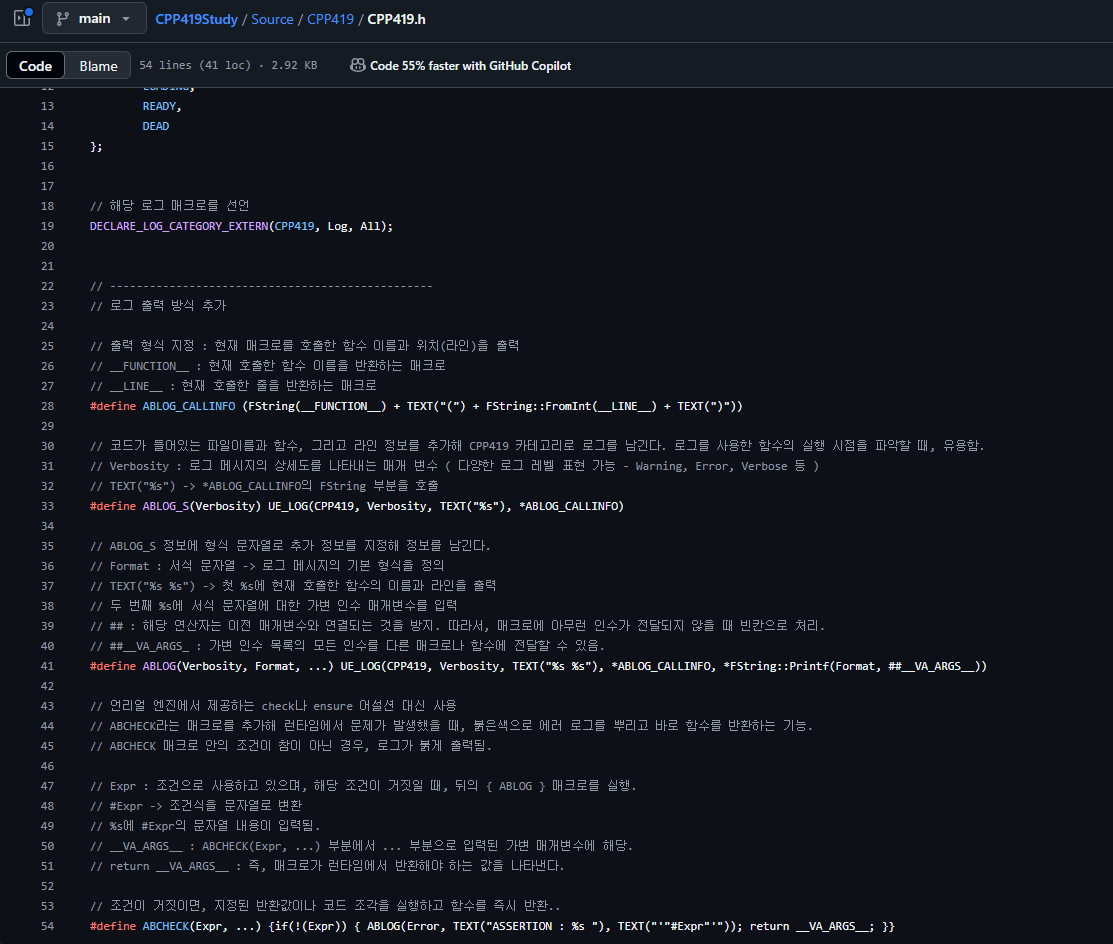 main
CPP419Study / Source / CPP419 / CPP419.h
Code Blame 54 lines (41 loc) · 2.92 KB Code 55% faster with GitHub Copilot
12 LOADING,
13 READY,
14 DEAD
15 };
16
17
18 // 해당 로그 매크로를 선언
19 DECLARE_LOG_CATEGORY_EXTERN(CPP419, Log, All);
20
21
22 // -------------------------------------------------
23 // 로그 출력 방식 추가
24
25 // 출력 형식 지정 : 현재 매크로를 호출한 함수 이름과 위치(라인)을 출력
26 // __FUNCTION__ : 현재 호출한 함수 이름을 반환하는 매크로
27 // __LINE__ : 현재 호출한 줄을 반환하는 매크로
28 #define ABLOG_CALLINFO (FString(__FUNCTION__) + TEXT("(") + FString::FromInt(__LINE__) + TEXT(")"))
29
30 // 코드가 들어있는 파일이름과 함수, 그리고 라인 정보를 추가해 CPP419 카테고리로 로그를 남긴다. 로그를 사용한 함수의 실행 시점을 파악할 때, 유용함.
31 // Verbosity : 로그 메시지의 상세도를 나타내는 매개 변수 ( 다양한 로그 레벨 표현 가능 - Warning, Error, Verbose 등 )
32 // TEXT("%s") -> *ABLOG_CALLINFO의 FString 부분을 호출
33 #define ABLOG_S(Verbosity) UE_LOG(CPP419, Verbosity, TEXT("%s"), *ABLOG_CALLINFO)
34
35 // ABLOG_S 정보에 형식 문자열로 추가 정보를 지정해 정보를 남긴다.
36 // Format : 서식 문자열 -> 로그 메시지의 기본 형식을 정의
37 // TEXT("%s %s") -> 첫 %s에 현재 호출한 함수의 이름과 라인을 출력
38 // 두 번째 %s에 서식 문자열에 대한 가변 인수 매개변수를 입력
39 // ## : 해당 연산자는 이전 매개변수와 연결되는 것을 방지. 따라서, 매크로에 아무런 인수가 전달되지 않을 때 빈칸으로 처리.
40 // ##__VA_ARGS_ : 가변 인수 목록의 모든 인수를 다른 매크로나 함수에 전달할 수 있음.
41 #define ABLOG(Verbosity, Format, ...) UE_LOG(CPP419, Verbosity, TEXT("%s %s"), *ABLOG_CALLINFO, *FString::Printf(Format, ##__VA_ARGS__))
42
43 // 언리얼 엔진에서 제공하는 check나 ensure 어설션 대신 사용
44 // ABCHECK라는 매크로를 추가해 런타임에서 문제가 발생했을 때, 붉은색으로 에러 로그를 뿌리고 바로 함수를 반환하는 기능.
45 // ABCHECK 매크로 안의 조건이 참이 아닌 경우, 로그가 붉게 출력됨.
46
47 // Expr : 조건으로 사용하고 있으며, 해당 조건이 거짓일 때, 뒤의 { ABLOG } 매크로를 실행.
48 // #Expr -> 조건식을 문자열로 변환
49 // %s에 #Expr의 문자열 내용이 입력됨.
50 // __VA_ARGS__ : ABCHECK(Expr, ...) 부분에서 ... 부분으로 입력된 가변 매개변수에 해당.
51 // return __VA_ARGS__ : 즉, 매크로가 런타임에서 반환해야 하는 값을 나타낸다.
52
53 // 조건이 거짓이면, 지정된 반환값이나 코드 조각을 실행하고 함수를 즉시 반환..
54 #define ABCHECK(Expr, ...) {if(!(Expr)) { ABLOG(Error, TEXT("ASSERTION : %s "), TEXT("'"#Expr"'")); return __VA_ARGS__; }}